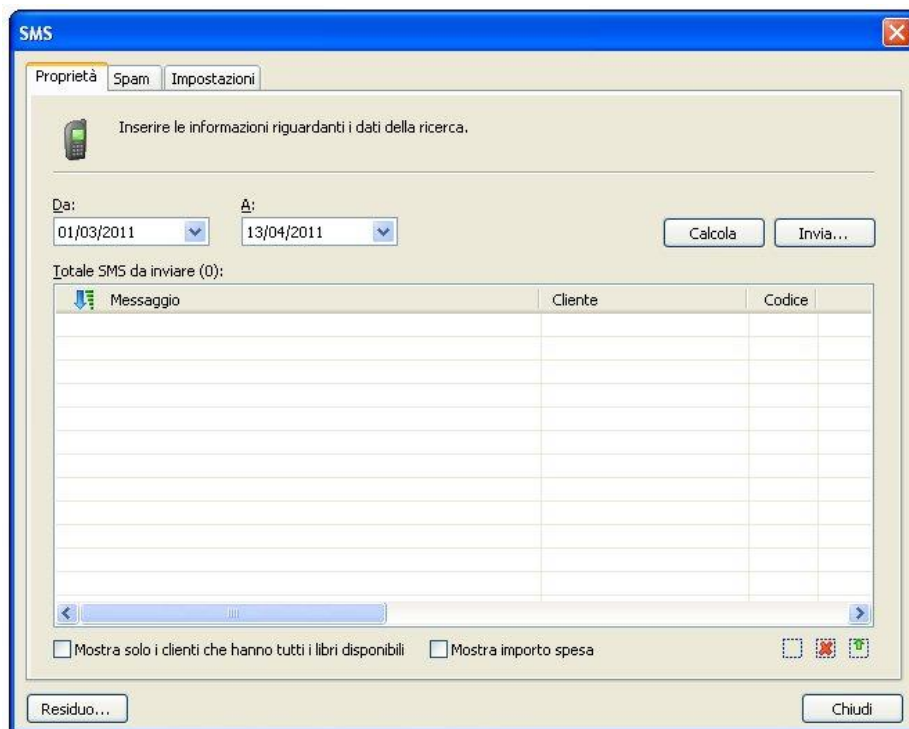 SMS
Proprietà Spam Impostazioni
Inserire le informazioni riguardanti i dati della ricerca.
Da: A:
01/03/2011 13/04/2011 Calcola Invia...
Totale SMS da inviare (0):
Messaggio Cliente Codice
Mostra solo i clienti che hanno tutti i libri disponibili Mostra importo spesa
Residuo... Chiudi